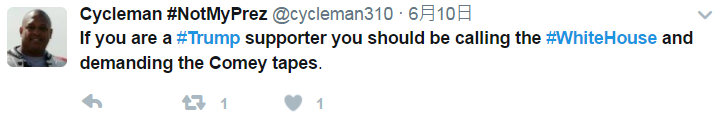 Cycleman #NotMyPrez @cycleman310 · 6月10日
If you are a #Trump supporter you should be calling the #WhiteHouse and
demanding the Comey tapes.
1 1